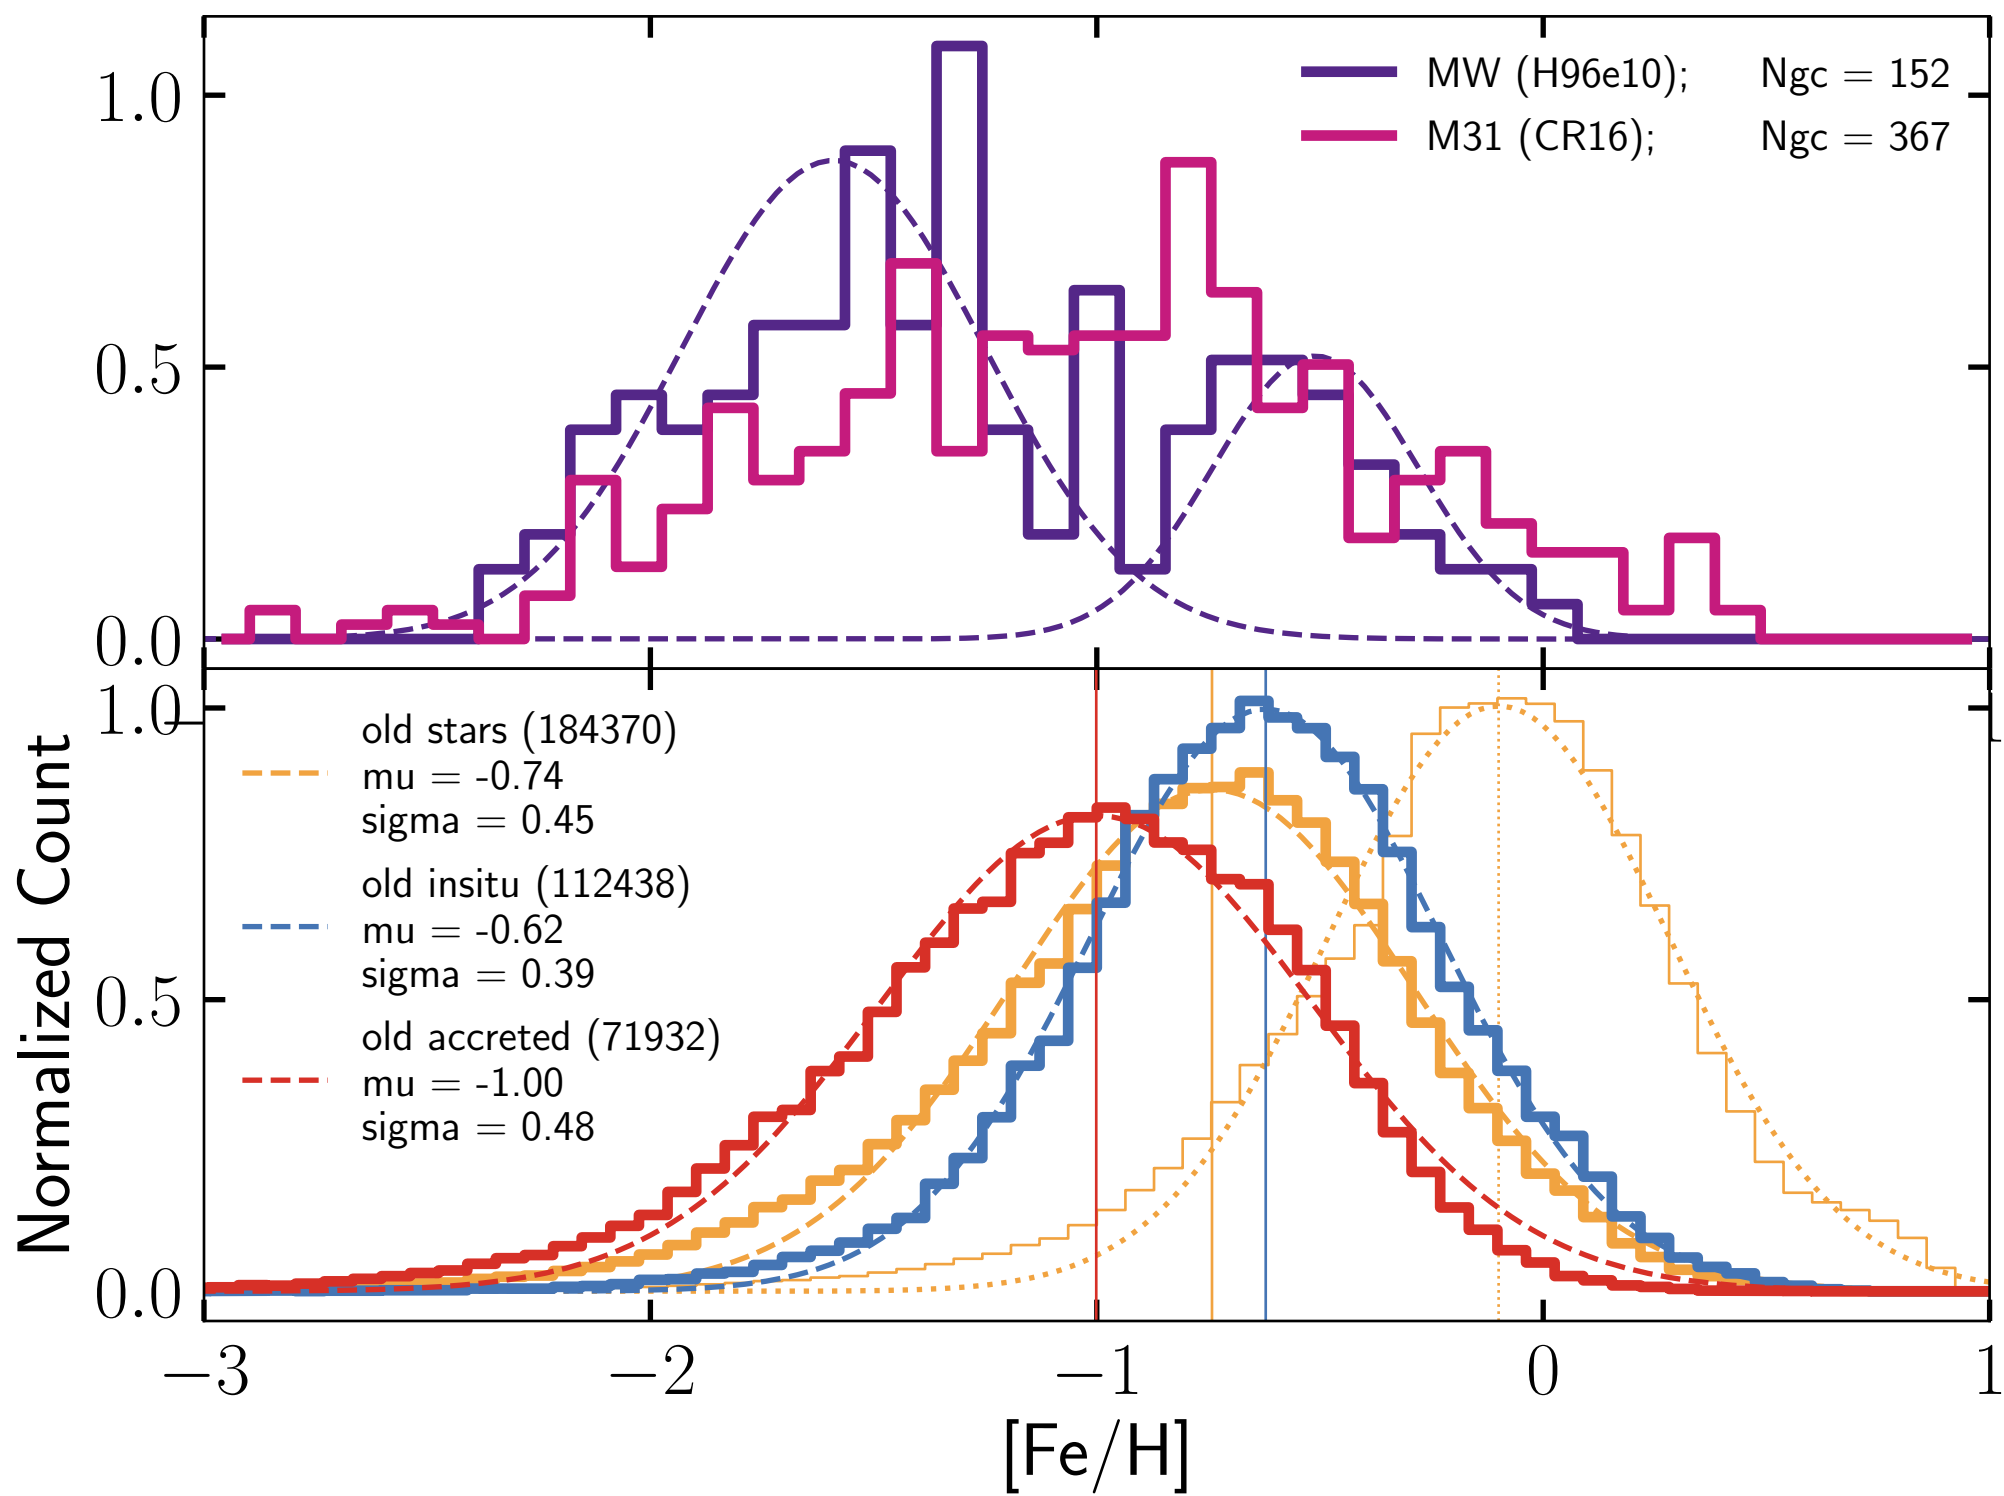 MW (H96e10); Ngc = 152
M31 (CR16); Ngc = 367
1.0
0.5
0.0
1.0
0.5
0.0
Normalized Count
old stars (184370)
mu = -0.74
sigma = 0.45
old insitu (112438)
mu = -0.62
sigma = 0.39
old accreted (71932)
mu = -1.00
sigma = 0.48
−3 −2 −1 0 1
[Fe/H]